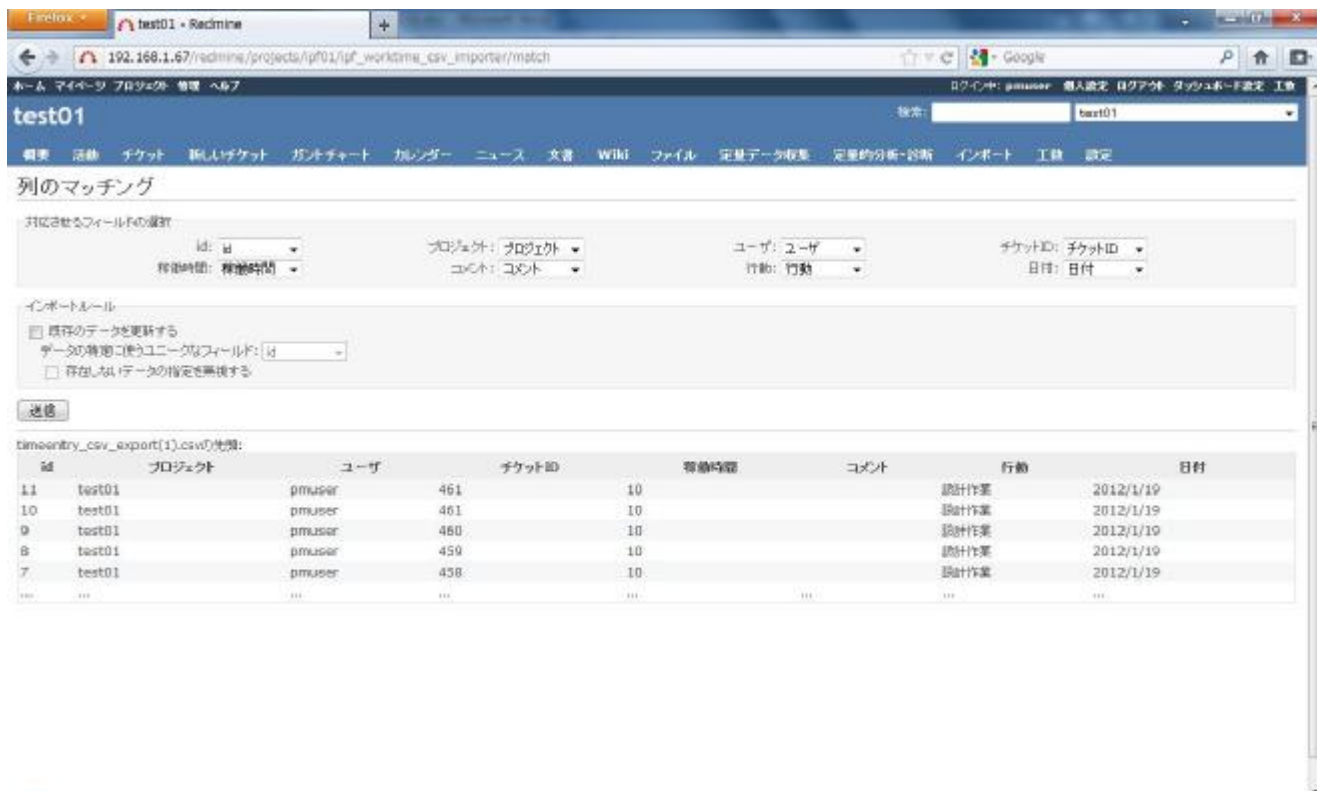 Firefox
test01 - Redmine
192.168.1.67/redmine/projects/ipf01/ipf_worktime_csv_importer/match
Google
ホーム マイページ プロジェクト 管理 ヘルプ
ログイン中: pmuser 個人設定 ログアウト ダッシュボード設定 工数
test01
検索: test01
概要 活動 チケット 新しいチケット ガントチャート カレンダー ニュース 文書 Wiki ファイル 定量データ収集 定量的分析・診断 インポート 工数 設定
列のマッチング
対応させるフィールドの選択
id: id プロジェクト: プロジェクト ユーザ: ユーザ チケットID: チケットID
稼働時間: 稼働時間 コメント: コメント 行動: 行動 日付: 日付
インポートルール
既存のデータを更新する
データの特定に使うユニークなフィールド: id
存在しないデータの指定を無視する
送信
timeentry_csv_export(1).csvの先頭:
id プロジェクト ユーザ チケットID 稼働時間 コメント 行動 日付
11 test01 pmuser 461 10 設計作業 2012/1/19
10 test01 pmuser 461 10 設計作業 2012/1/19
9 test01 pmuser 460 10 設計作業 2012/1/19
8 test01 pmuser 459 10 設計作業 2012/1/19
7 test01 pmuser 458 10 設計作業 2012/1/19
... ... ... ... ... ... ... ...